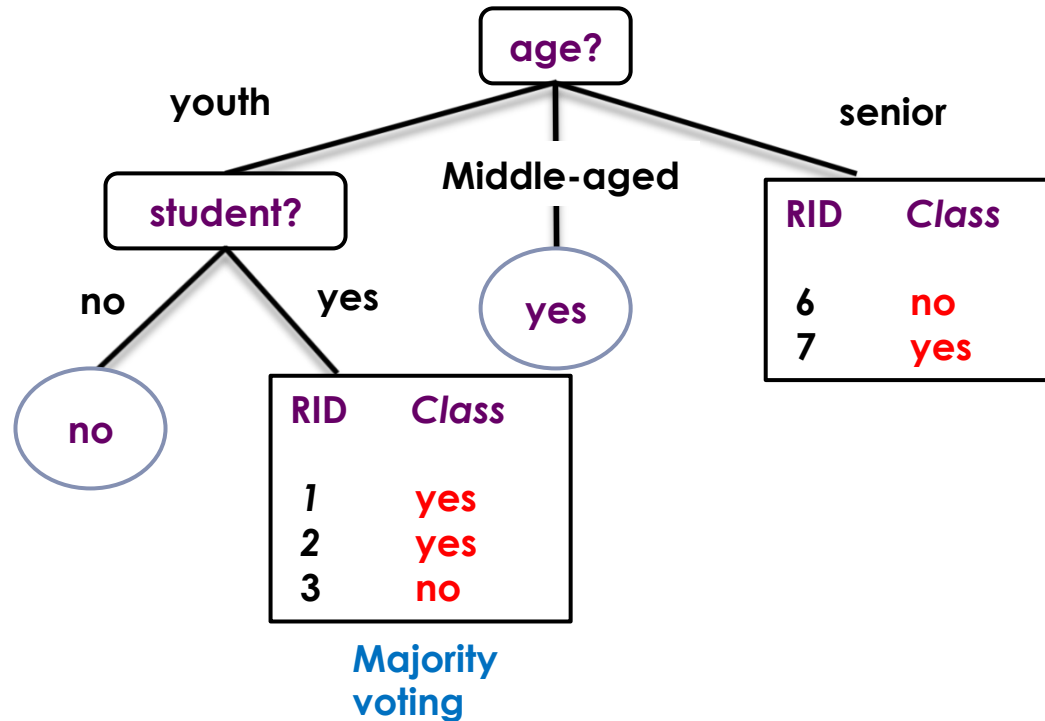 age?
youth
senior
Middle-aged
student?
RID Class
6 no
7 yes
no
yes
yes
no
RID Class
1 yes
2 yes
3 no
Majority
voting